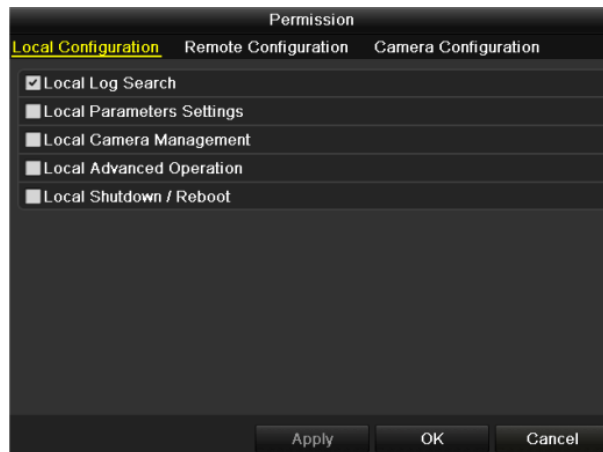 Permission
Local Configuration Remote Configuration Camera Configuration
Local Log Search
Local Parameters Settings
Local Camera Management
Local Advanced Operation
Local Shutdown / Reboot
Apply OK Cancel